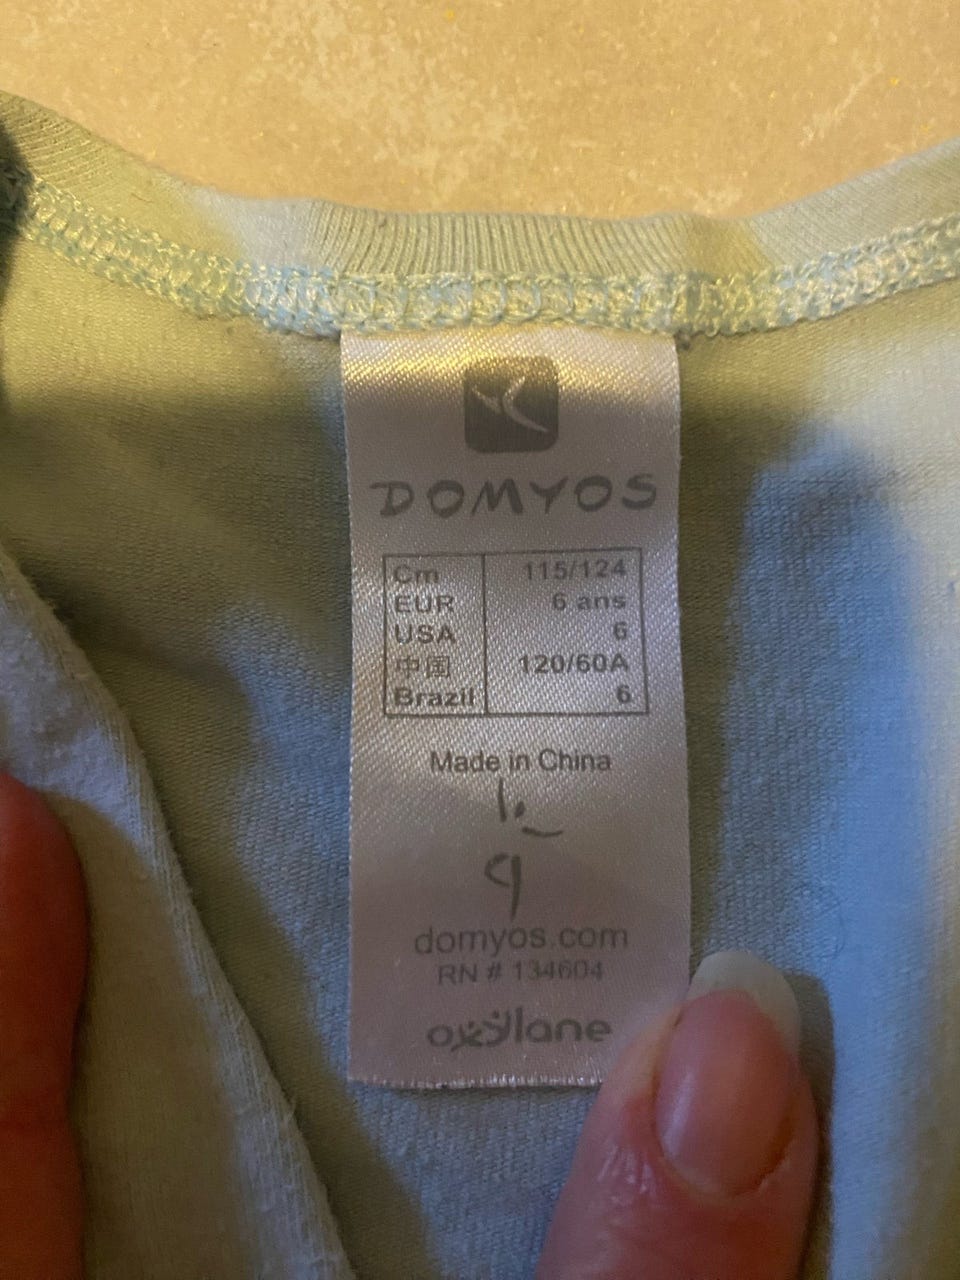 DOMYOS
Cm 115/124
EUR 6 ans
USA 6
中国 120/60A
Brazil 6
Made in China
9
domyos.com
RN # 134604
oxylane